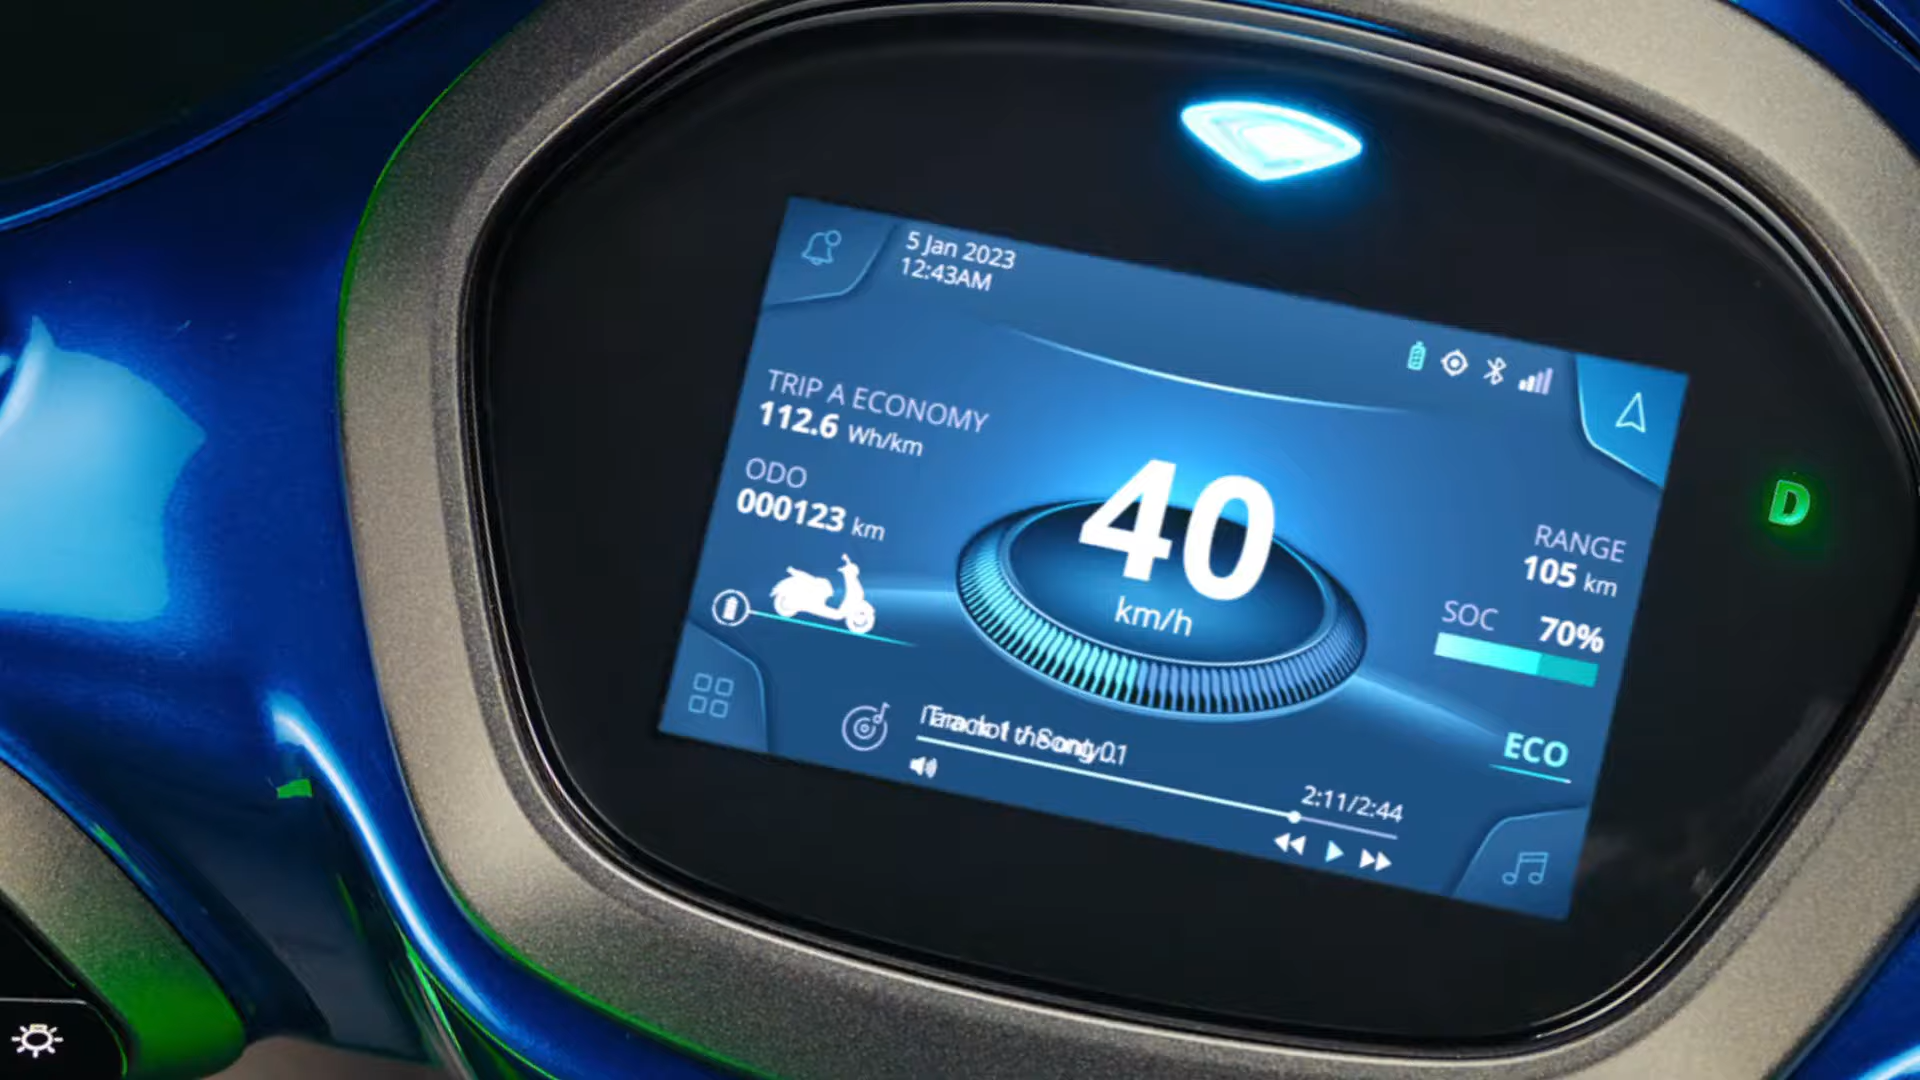 5 Jan 2023
12:43AM
TRIP A ECONOMY
112.6 Wh/km
ODO
000123 km
40
km/h
D
RANGE
105 km
SOC 70%
ECO
2:11/2:44